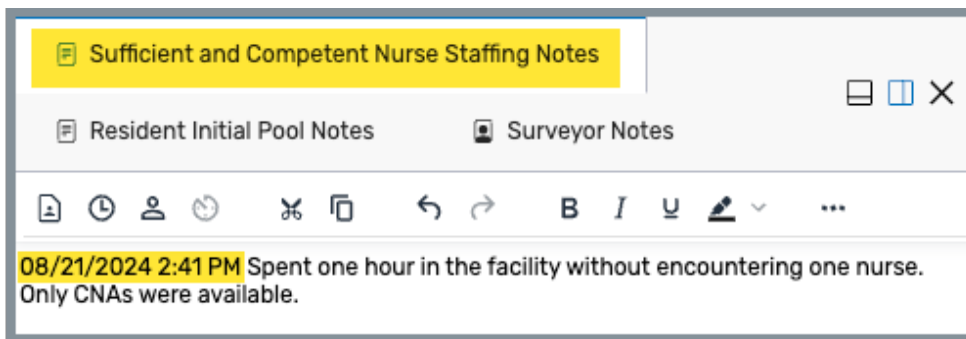 Sufficient and Competent Nurse Staffing Notes
Resident Initial Pool Notes
Surveyor Notes
B I U
08/21/2024 2:41 PM Spent one hour in the facility without encountering one nurse.
Only CNAs were available.